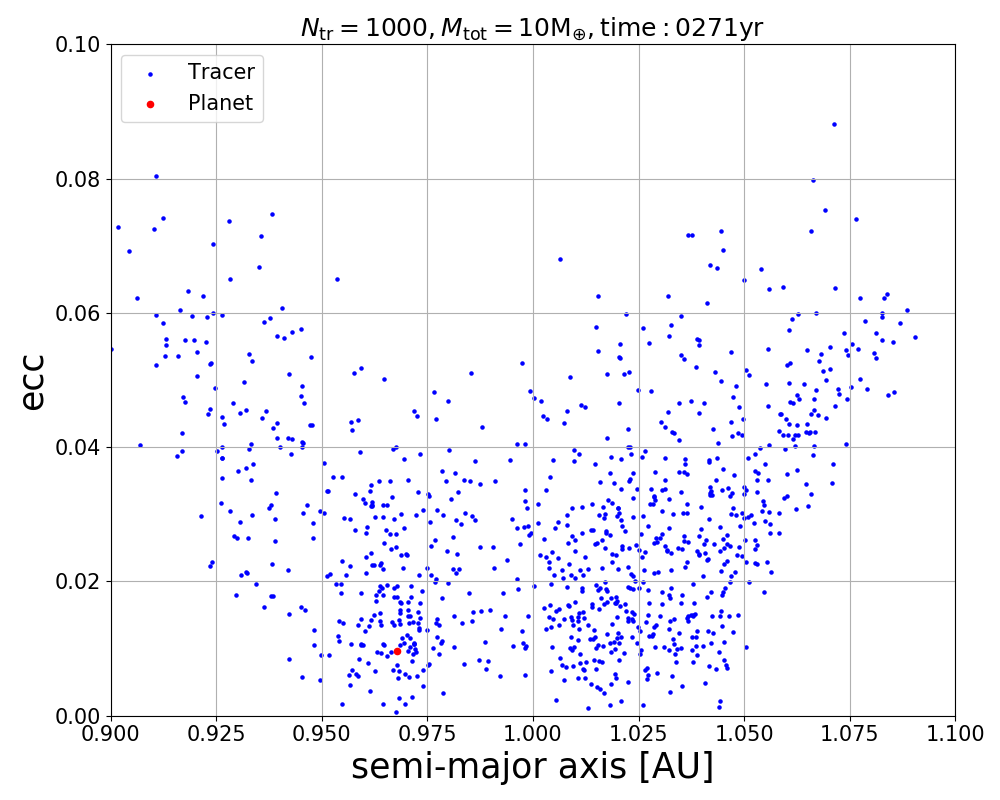 N_tr = 1000, M_tot = 10M_⊕, time : 0271yr
Tracer
Planet
0.10
0.08
0.06
0.04
0.02
0.00
ecc
0.900 0.925 0.950 0.975 1.000 1.025 1.050 1.075 1.100
semi-major axis [AU]